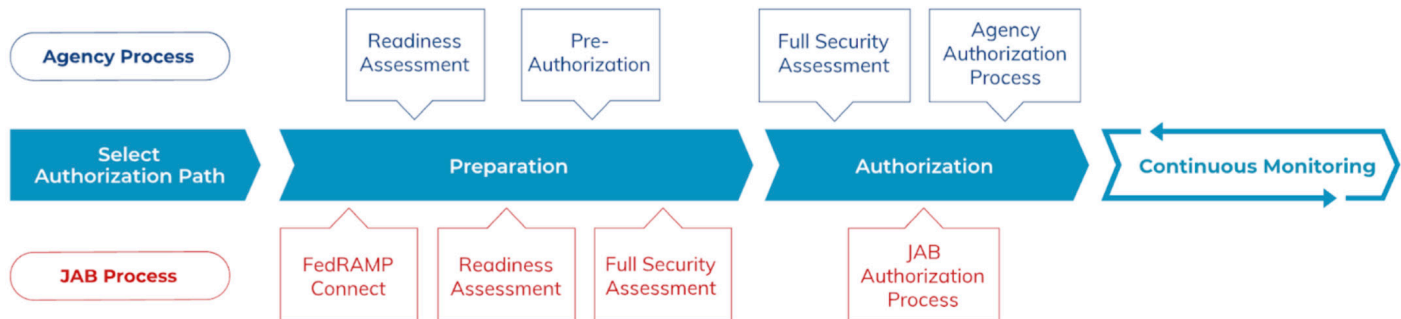 Agency Process
Readiness
Assessment
Pre-
Authorization
Full Security
Assessment
Agency
Authorization
Process
Select
Authorization Path
Preparation
Authorization
Continuous Monitoring
JAB Process
FedRAMP
Connect
Readiness
Assessment
Full Security
Assessment
JAB
Authorization
Process